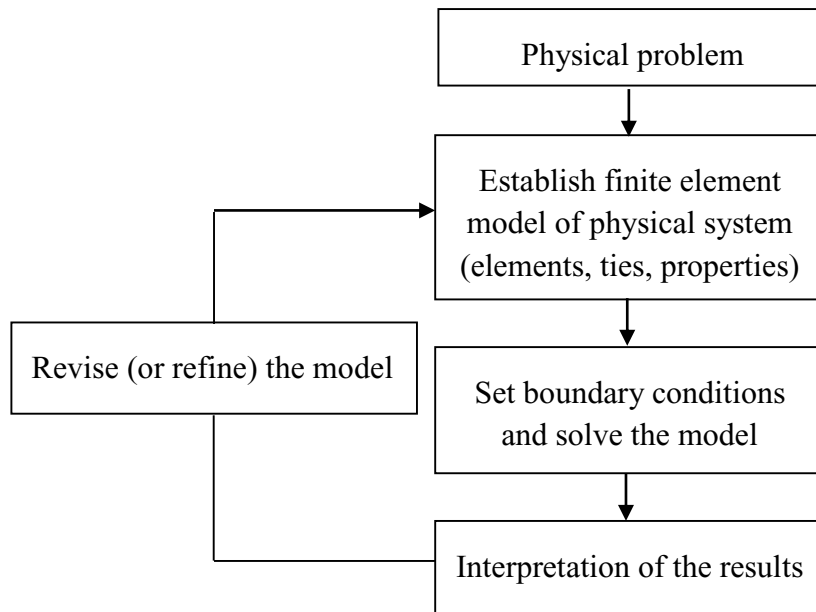 Physical problem
Establish finite element
model of physical system
(elements, ties, properties)
Revise (or refine) the model
Set boundary conditions
and solve the model
Interpretation of the results